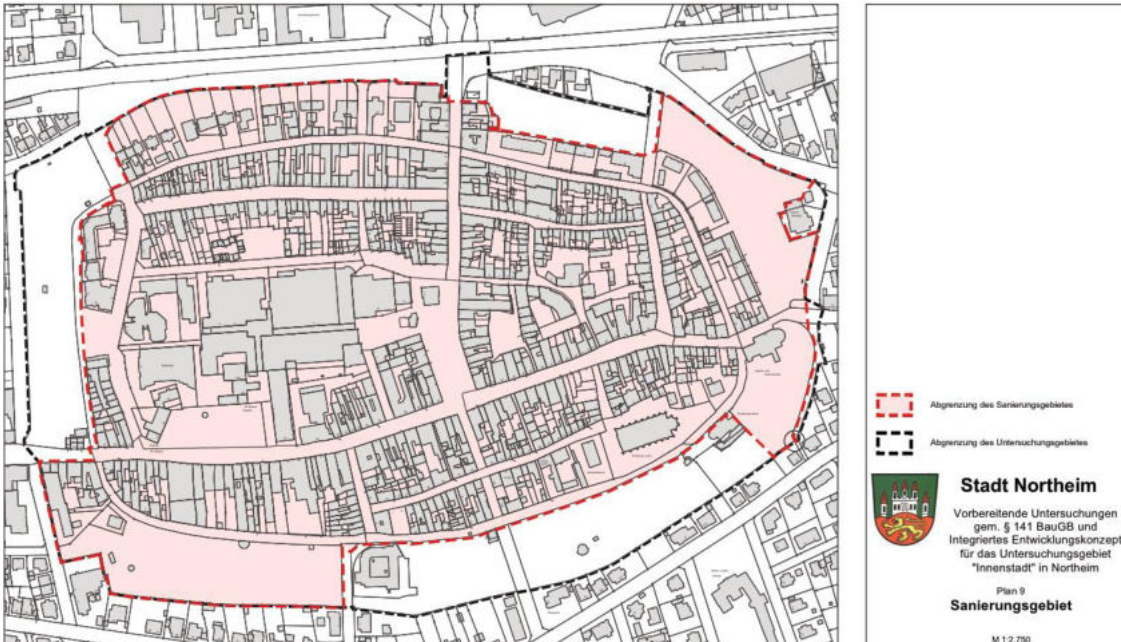 Abgrenzung des Sanierungsgebietes
Abgrenzung des Untersuchungsgebietes
Stadt Northeim
Vorbereitende Untersuchungen
gem. § 141 BauGB und
Integriertes Entwicklungskonzept
für das Untersuchungsgebiet
"Innenstadt" in Northeim
Plan 9
Sanierungsgebiet
M 1:2.750